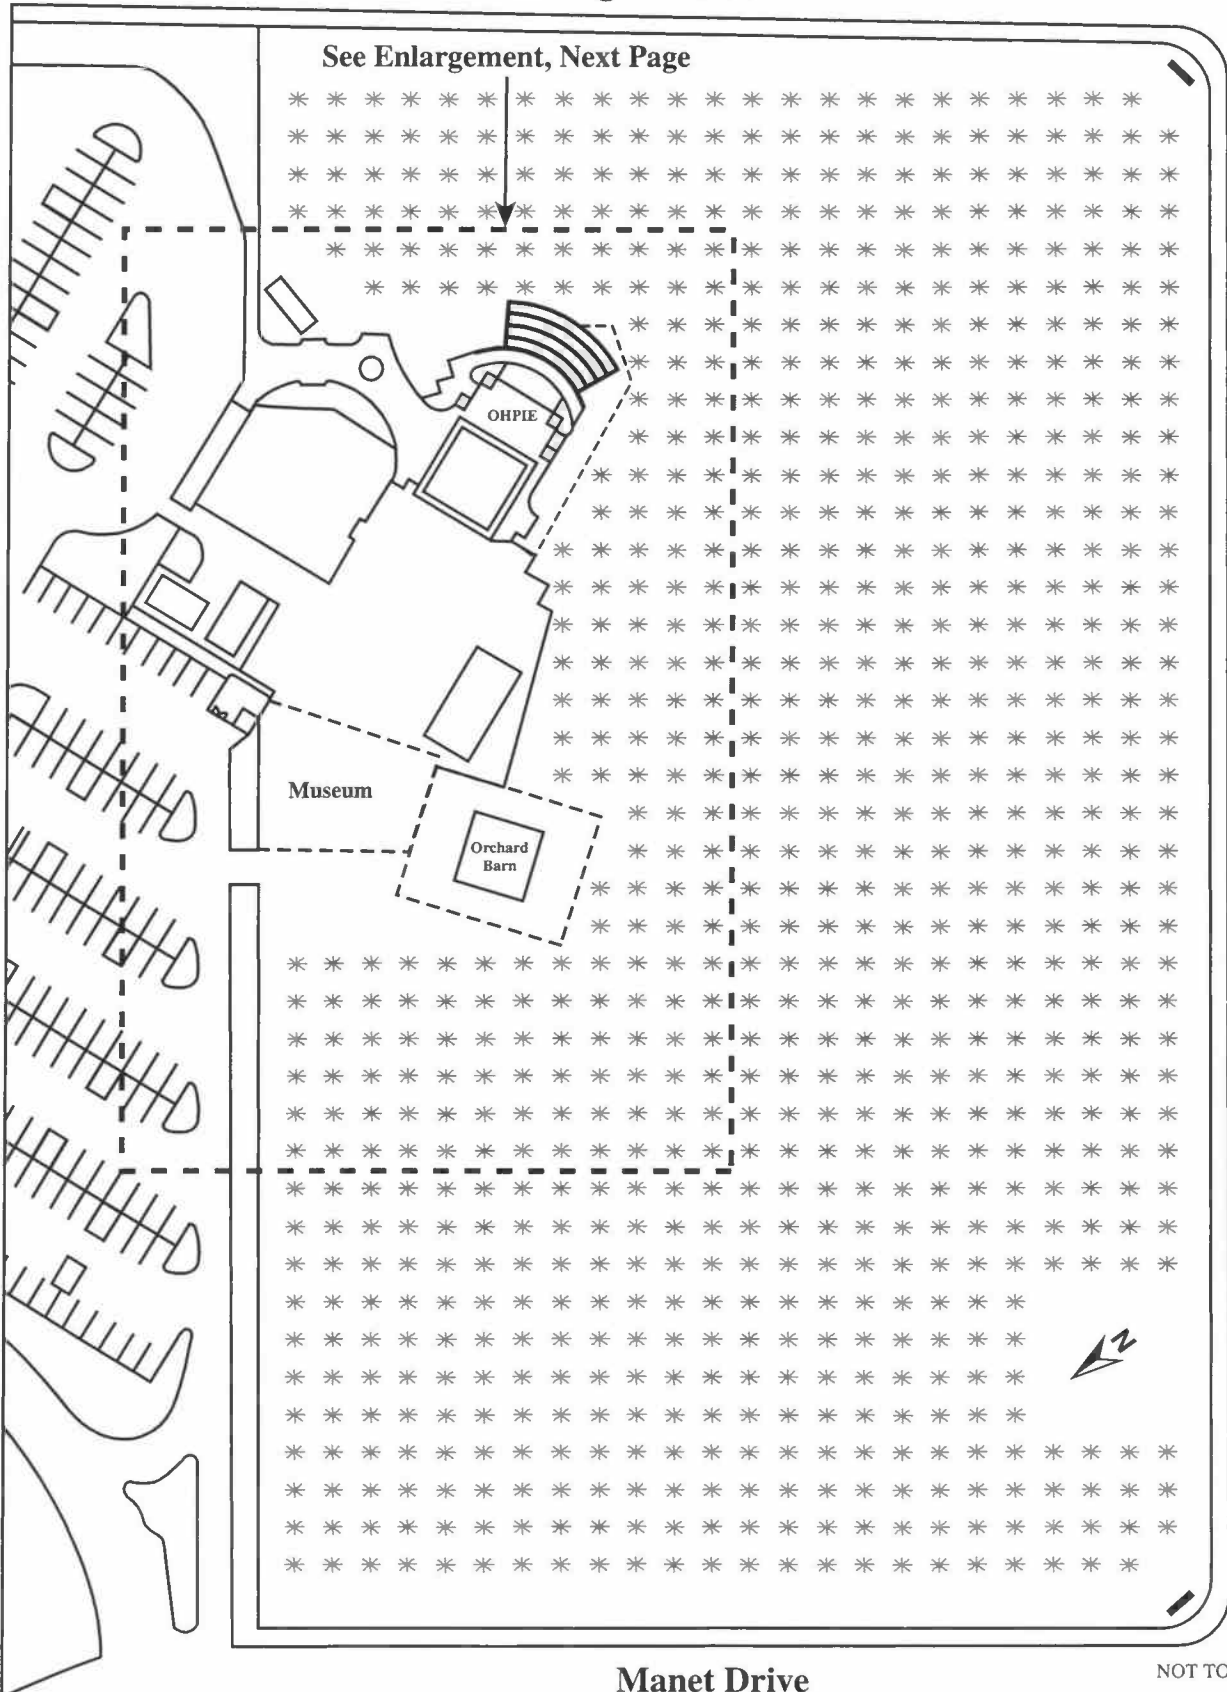 See Enlargement, Next Page
OHPIE
Museum
Orchard
Barn
N
Manet Drive
NOT TO